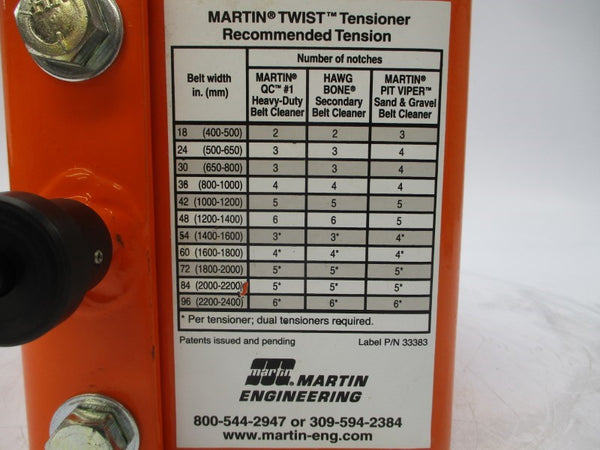 MARTIN® TWIST™ Tensioner
Recommended Tension
Belt width
in. (mm)
Number of notches
MARTIN®
QC™ #1
Heavy-Duty
Belt Cleaner
HAWG
BONE®
Secondary
Belt Cleaner
MARTIN®
PIT VIPER™
Sand & Gravel
Belt Cleaner
18 (400-500) 2 2 3
24 (500-650) 3 3 4
30 (650-800) 3 3 4
36 (800-1000) 4 4 4
42 (1000-1200) 5 5 5
48 (1200-1400) 6 6 5
54 (1400-1600) 3* 3* 4*
60 (1600-1800) 4* 4* 4*
72 (1800-2000) 5* 5* 5*
84 (2000-2200) 5* 5* 5*
96 (2200-2400) 6* 6* 6*
* Per tensioner; dual tensioners required.
Patents issued and pending Label P/N 33383
martin® MARTIN
ENGINEERING
800-544-2947 or 309-594-2384
www.martin-eng.com